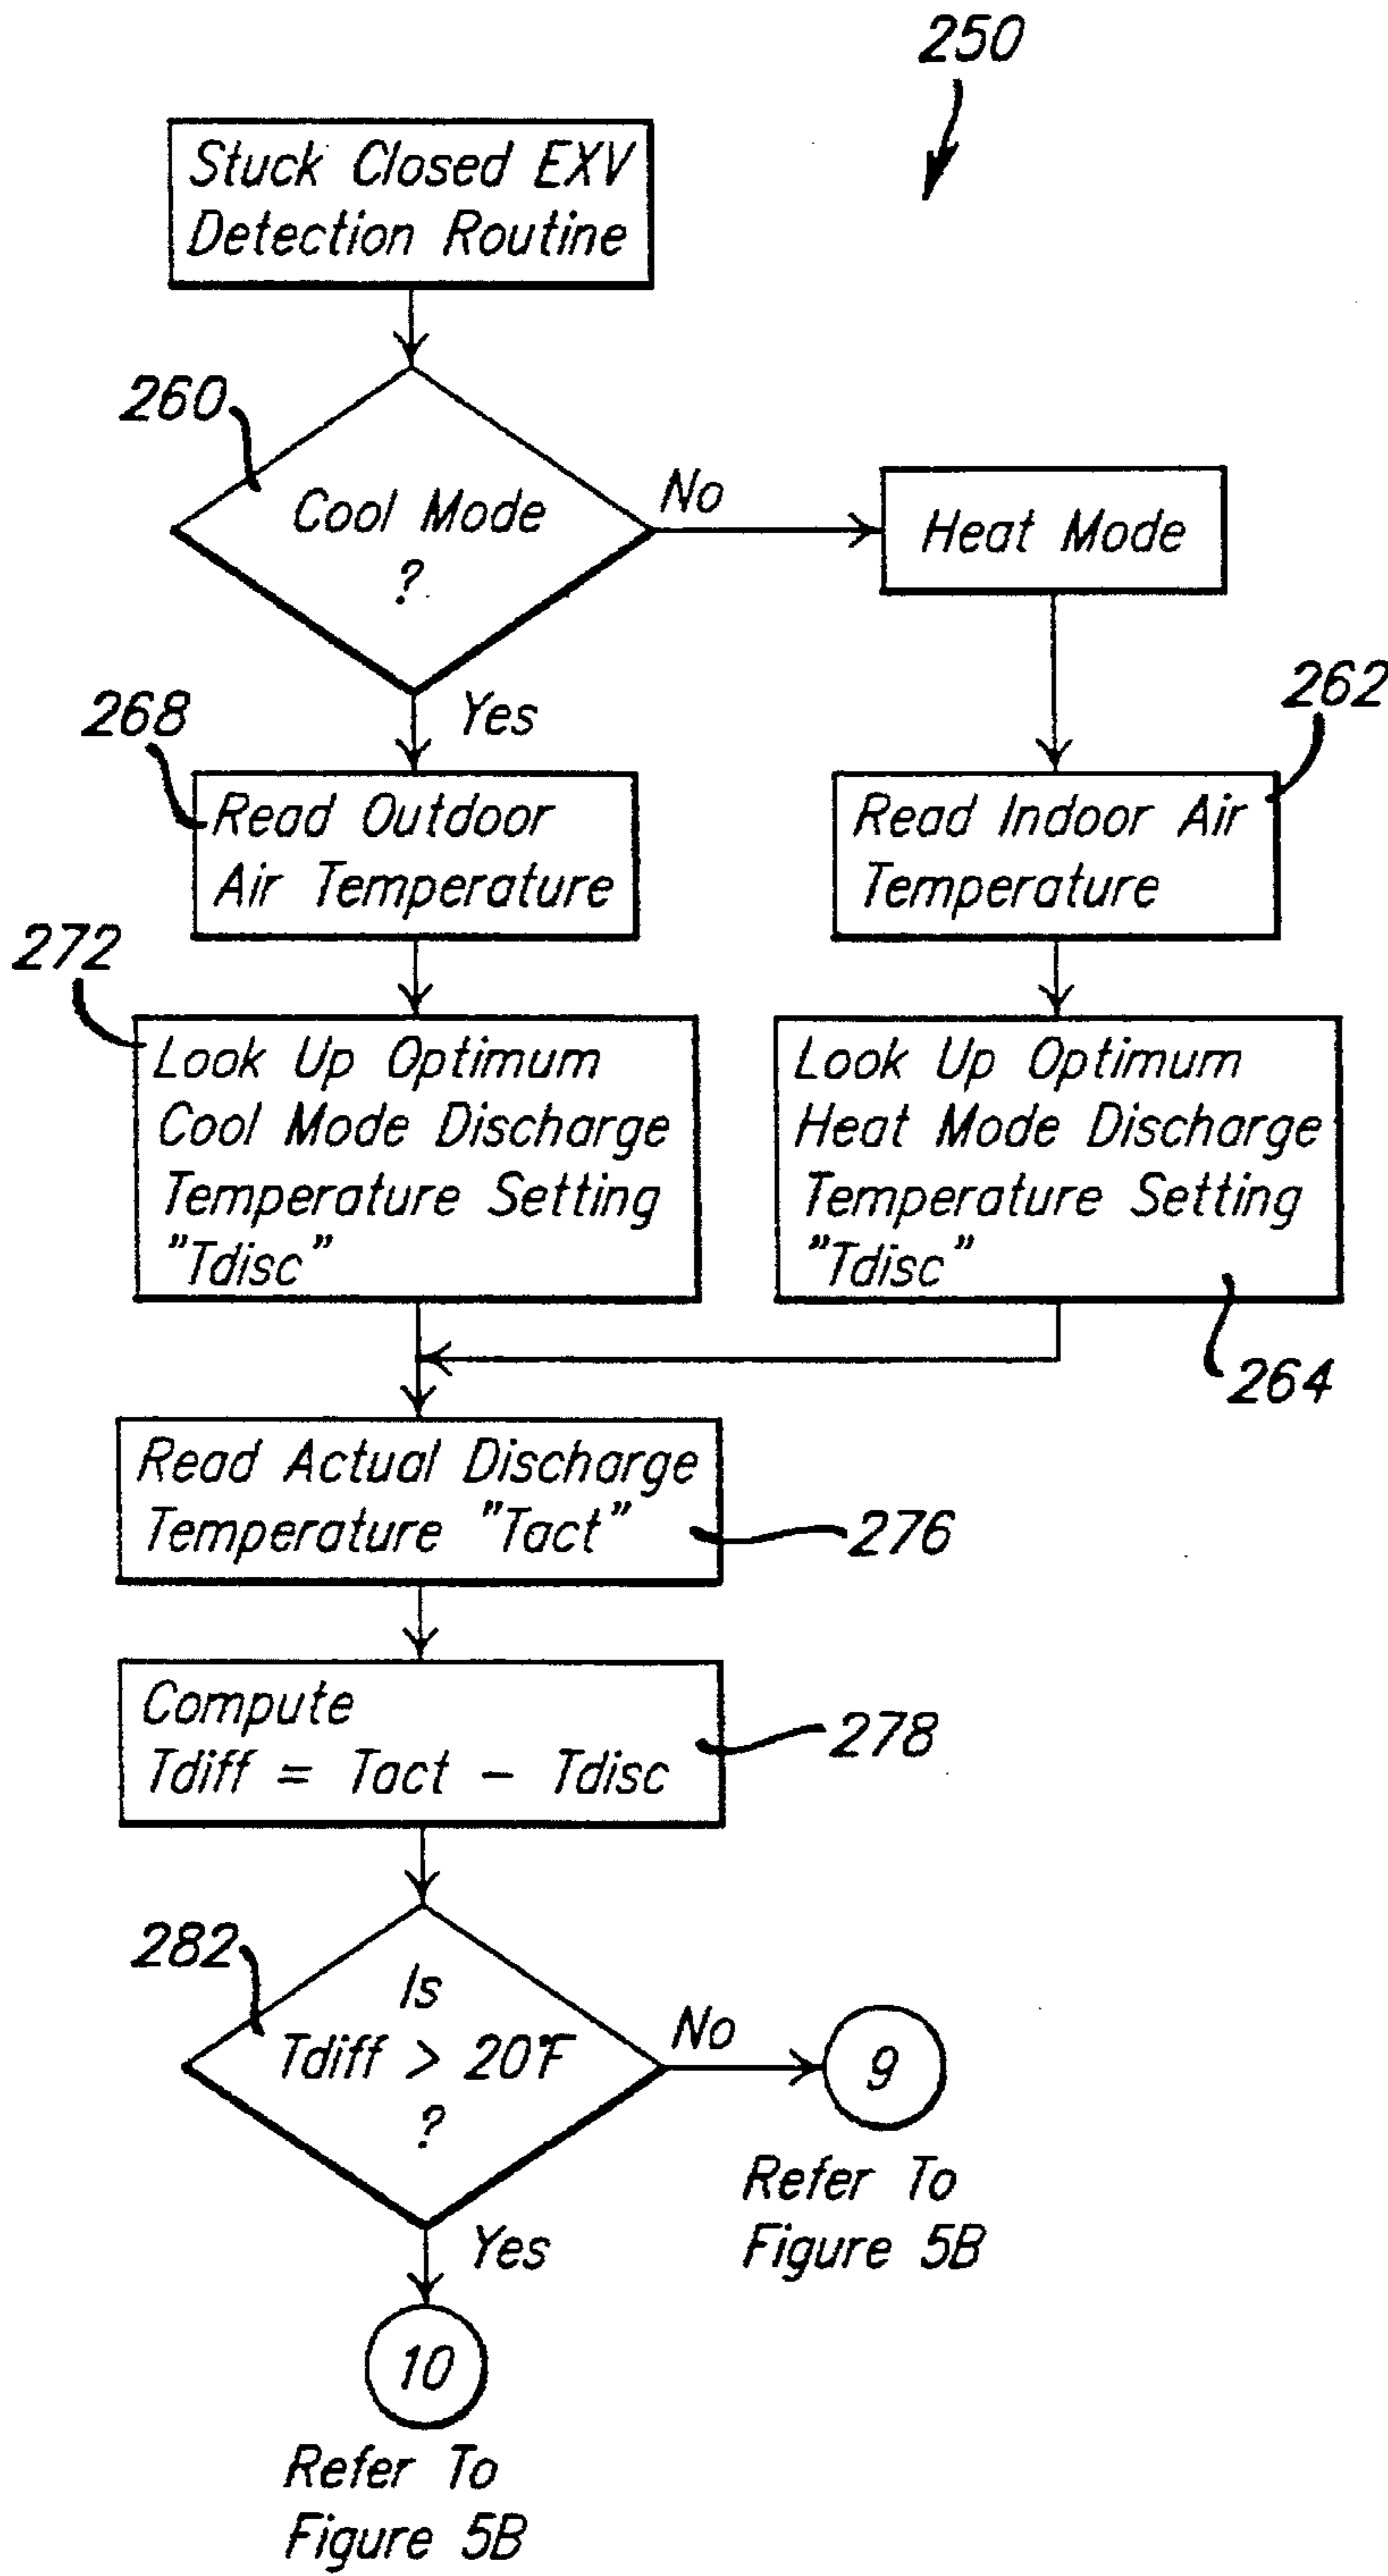 250
Stuck Closed EXV
Detection Routine
260
Cool Mode
?
No
Heat Mode
Yes
268
262
Read Outdoor
Air Temperature
Read Indoor Air
Temperature
272
Look Up Optimum
Cool Mode Discharge
Temperature Setting
"Tdisc"
Look Up Optimum
Heat Mode Discharge
Temperature Setting
"Tdisc"
264
Read Actual Discharge
Temperature "Tact"
276
Compute
Tdiff = Tact - Tdisc
278
282
Is
Tdiff > 20°F
?
No
9
Refer To
Figure 5B
Yes
10
Refer To
Figure 5B